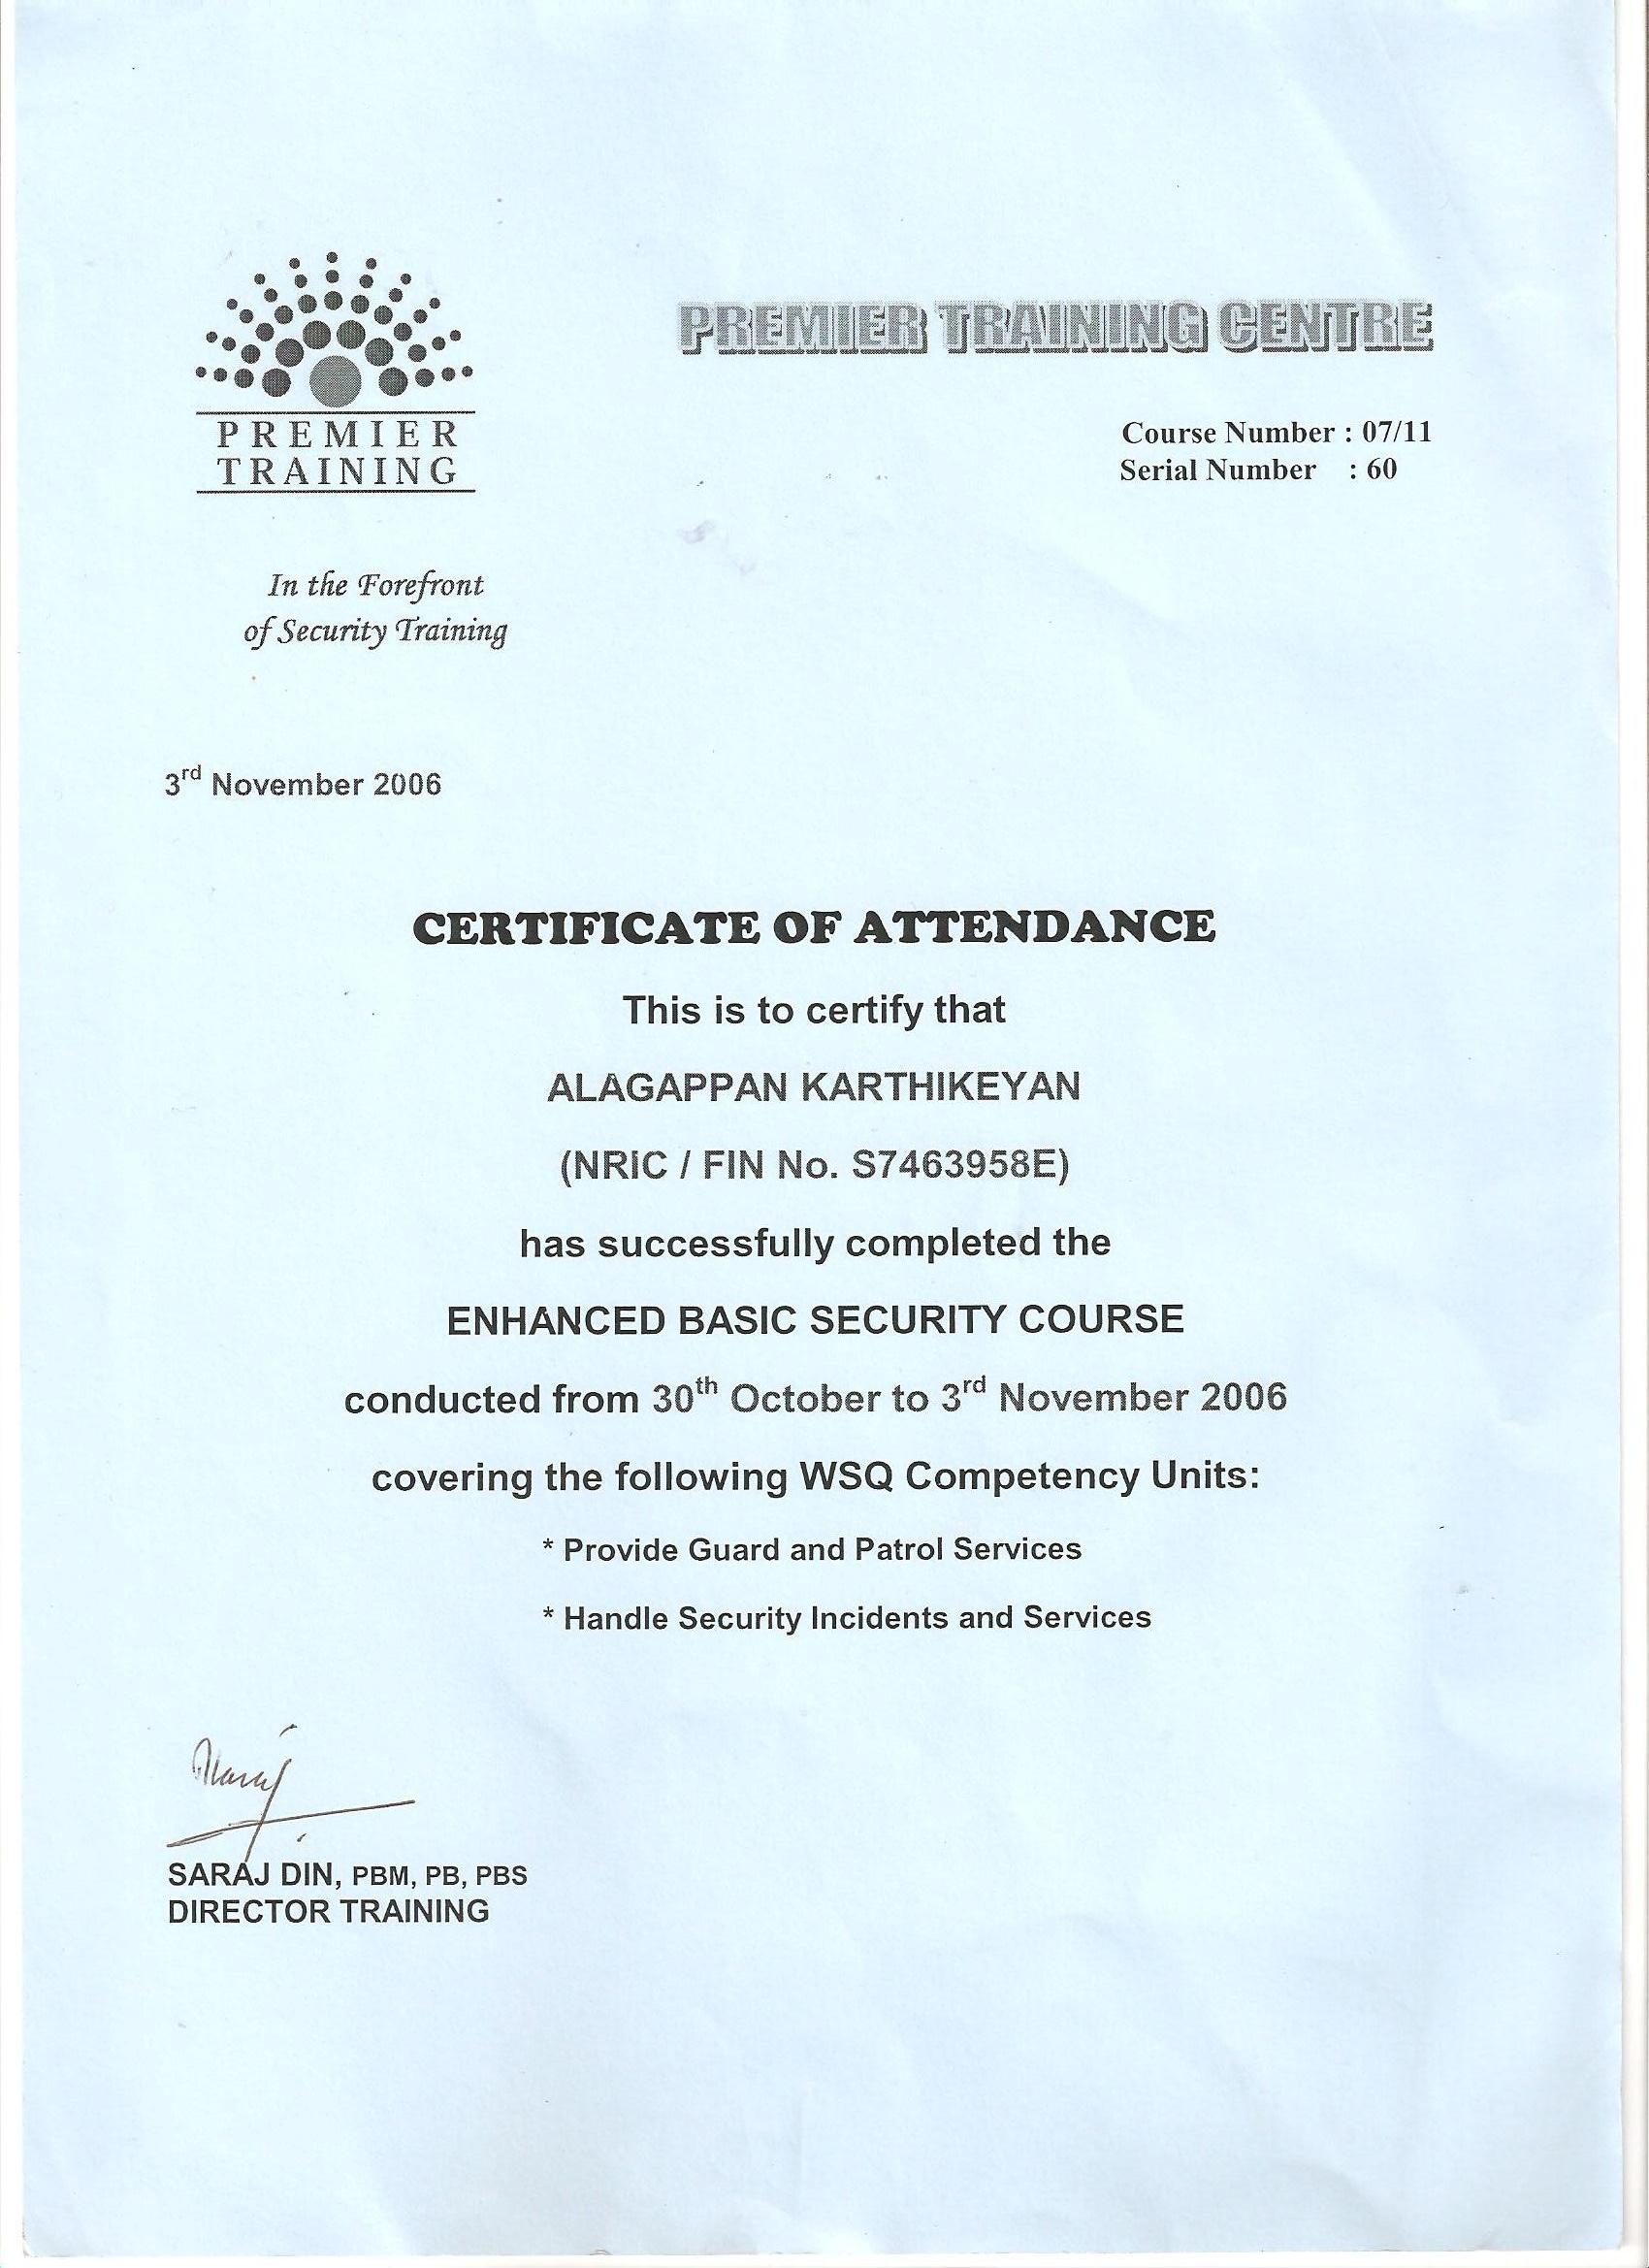 PREMIER TRAINING CENTRE
PREMIER
TRAINING
Course Number : 07/11
Serial Number : 60
In the Forefront
of Security Training
3rd November 2006
CERTIFICATE OF ATTENDANCE
This is to certify that
ALAGAPPAN KARTHIKEYAN
(NRIC / FIN No. S7463958E)
has successfully completed the
ENHANCED BASIC SECURITY COURSE
conducted from 30th October to 3rd November 2006
covering the following WSQ Competency Units:
* Provide Guard and Patrol Services
* Handle Security Incidents and Services
SARAJ DIN, PBM, PB, PBS
DIRECTOR TRAINING